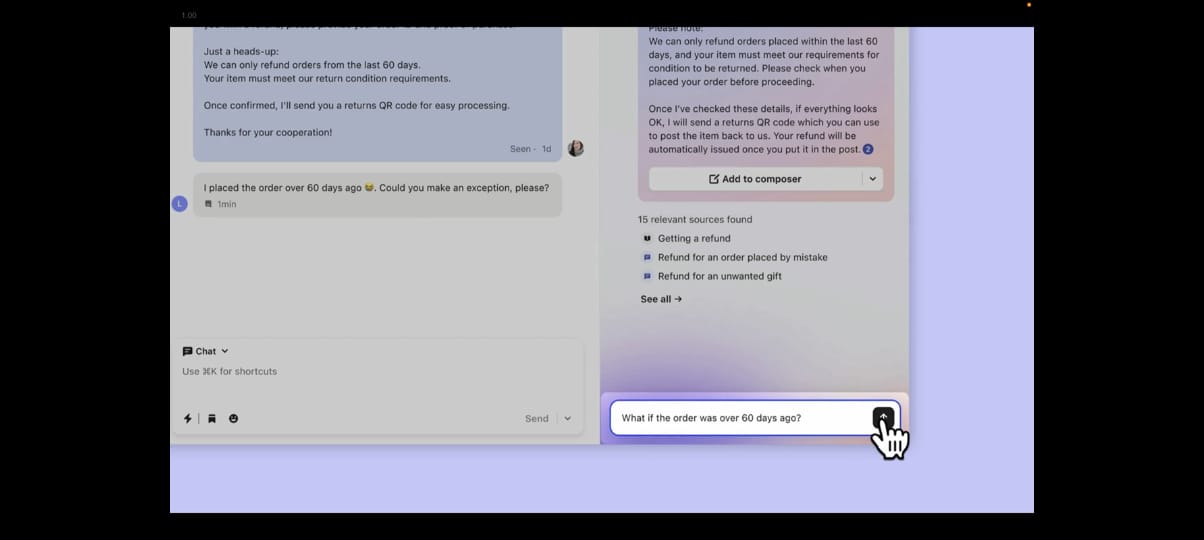 1.00
Just a heads-up:
We can only refund orders from the last 60 days.
Your item must meet our return condition requirements.
Once confirmed, I'll send you a returns QR code for easy processing.
Thanks for your cooperation!
Seen · 1d
L
I placed the order over 60 days ago 😅. Could you make an exception, please?
1min
Chat
Use ⌘K for shortcuts
Send
Please note:
We can only refund orders placed within the last 60
days, and your item must meet our requirements for
condition to be returned. Please check when you
placed your order before proceeding.
Once I've checked these details, if everything looks
OK, I will send a returns QR code which you can use
to post the item back to us. Your refund will be
automatically issued once you put it in the post. 2
Add to composer
15 relevant sources found
Getting a refund
Refund for an order placed by mistake
Refund for an unwanted gift
See all →
What if the order was over 60 days ago?